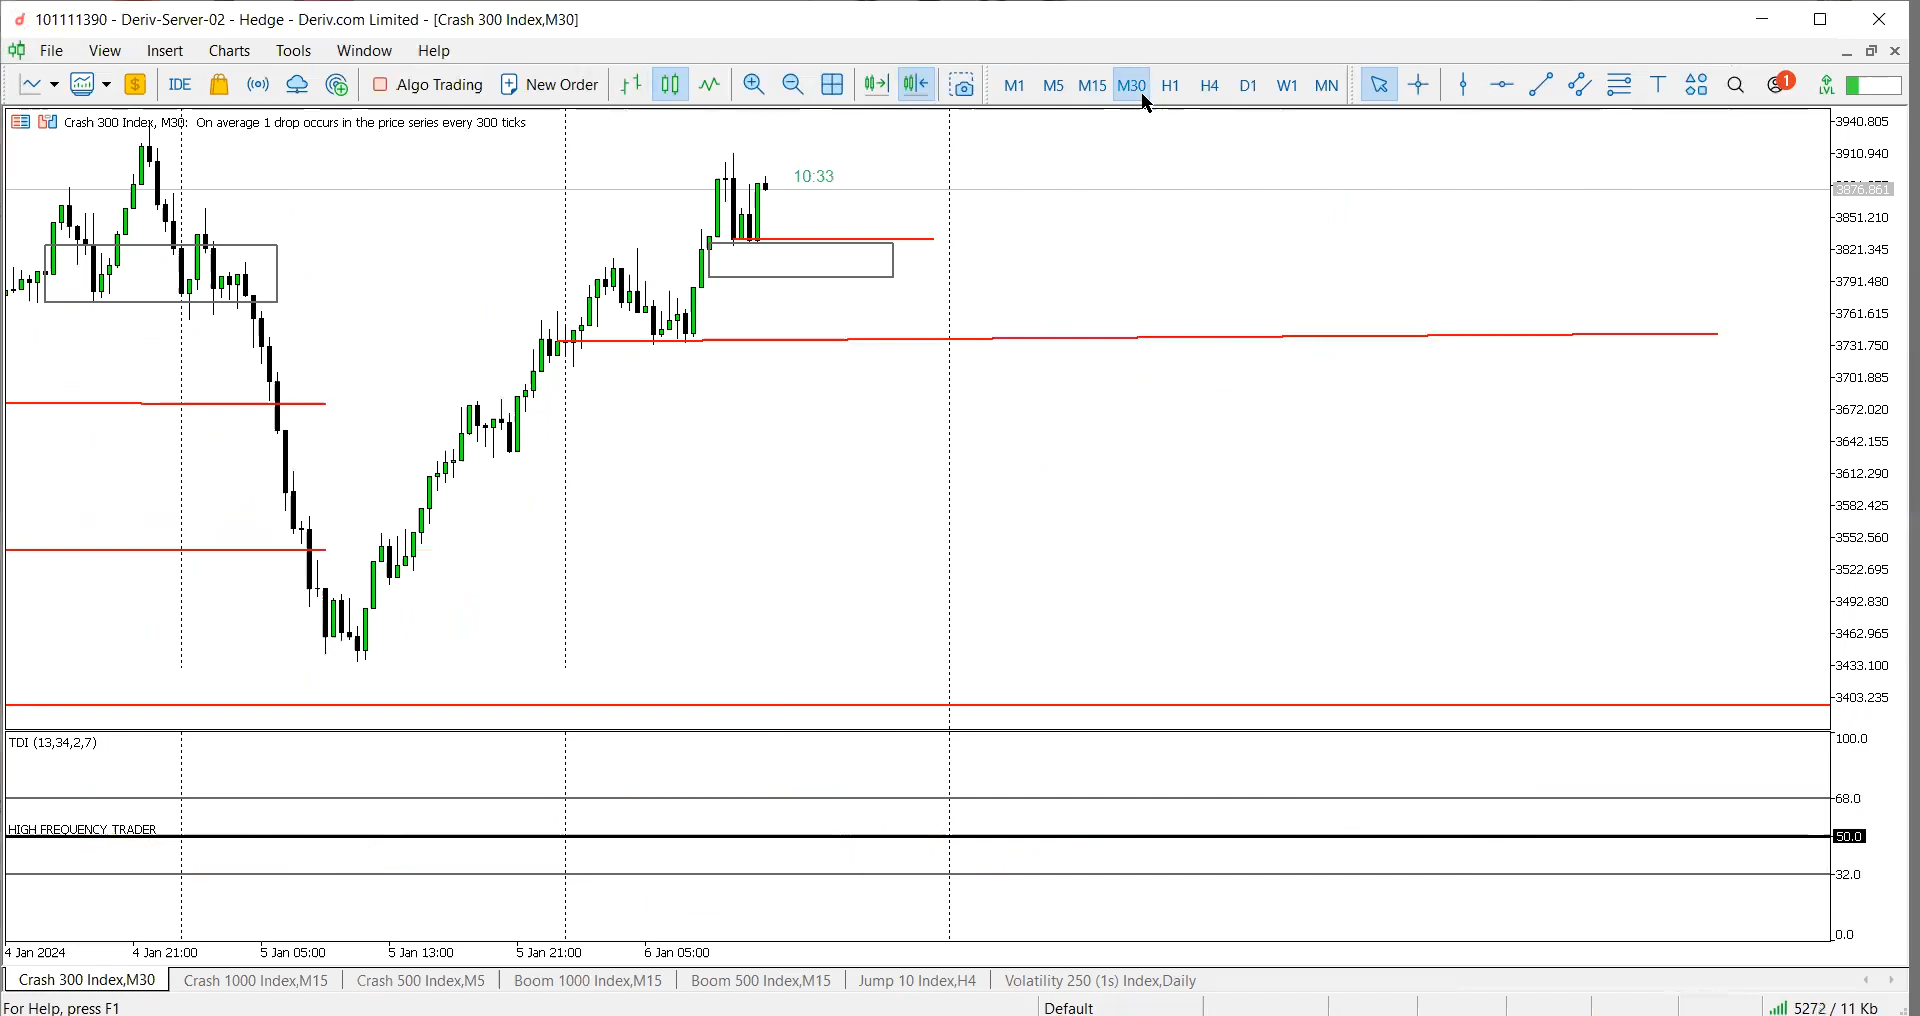 101111390 - Deriv-Server-02 - Hedge - Deriv.com Limited - [Crash 300 Index,M30]
File View Insert Charts Tools Window Help
IDE Algo Trading New Order M1 M5 M15 M30 H1 H4 D1 W1 MN T 1 LVL
Crash 300 Index, M30: On average 1 drop occurs in the price series every 300 ticks
3940.805
3910.940
10:33
3876.861
3851.210
3821.345
3791.480
3761.615
3731.750
3701.885
3672.020
3642.155
3612.290
3582.425
3552.560
3522.695
3492.830
3462.965
3433.100
3403.235
TDI (13,34,2,7)
100.0
68.0
HIGH FREQUENCY TRADER
50.0
32.0
0.0
4 Jan 2024 4 Jan 21:00 5 Jan 05:00 5 Jan 13:00 5 Jan 21:00 6 Jan 05:00
Crash 300 Index,M30 Crash 1000 Index,M15 Crash 500 Index,M5 Boom 1000 Index,M15 Boom 500 Index,M15 Jump 10 Index,H4 Volatility 250 (1s) Index,Daily
For Help, press F1 Default 5272 / 11 Kb